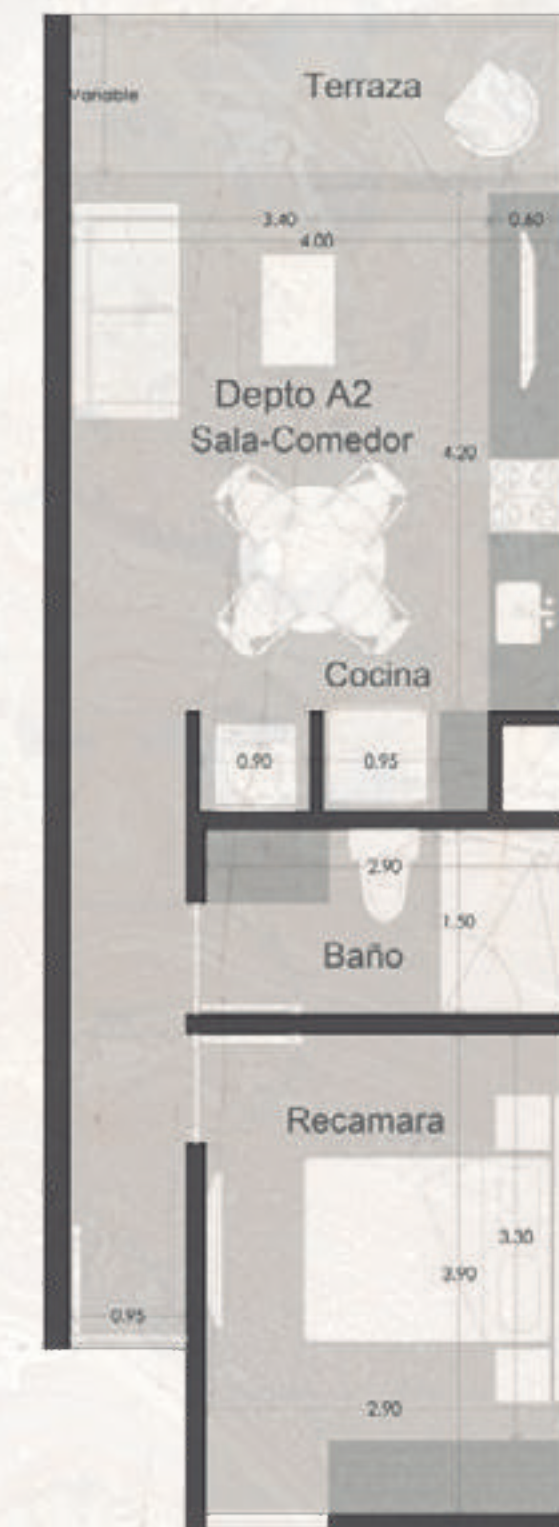 Terraza
Variable
3.40
0.60
4.00
Depto A2
Sala-Comedor
4.20
Cocina
0.90
0.95
2.90
1.50
Baño
Recamara
3.30
3.90
0.95
2.90